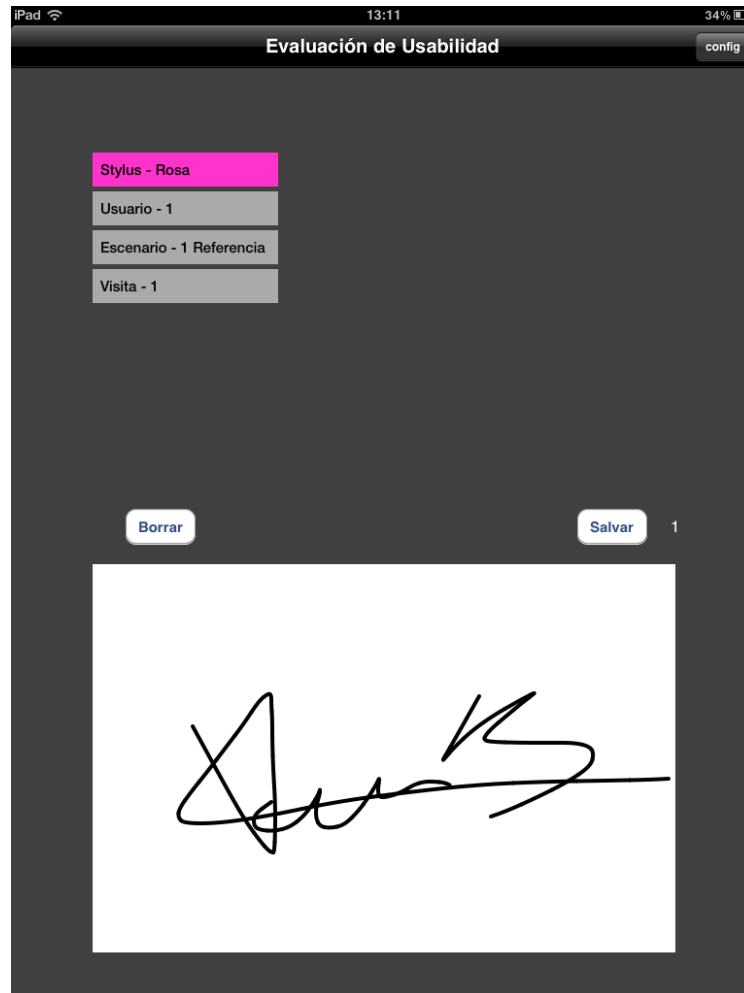 iPad 13:11 34%
Evaluación de Usabilidad config
Stylus - Rosa
Usuario - 1
Escenario - 1 Referencia
Visita - 1
Borrar Salvar 1